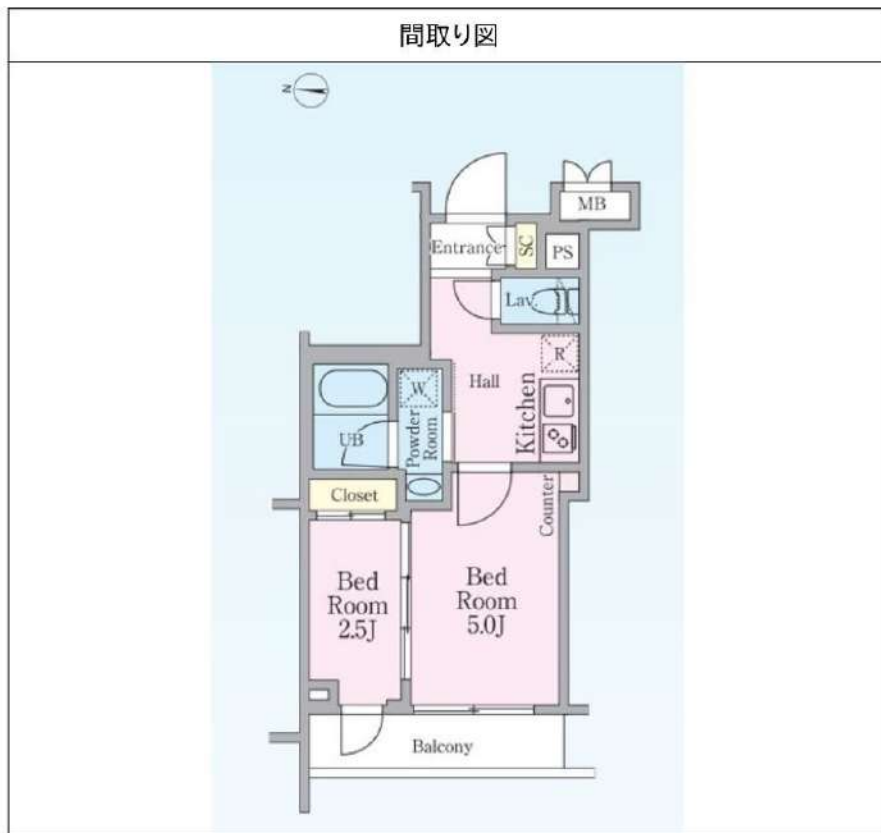 間取り図
N
MB
Entrance
SC
PS
Lav.
R
Hall
Kitchen
W
Powder
Room
UB
Closet
Counter
Bed
Room
2.5J
Bed
Room
5.0J
Balcony